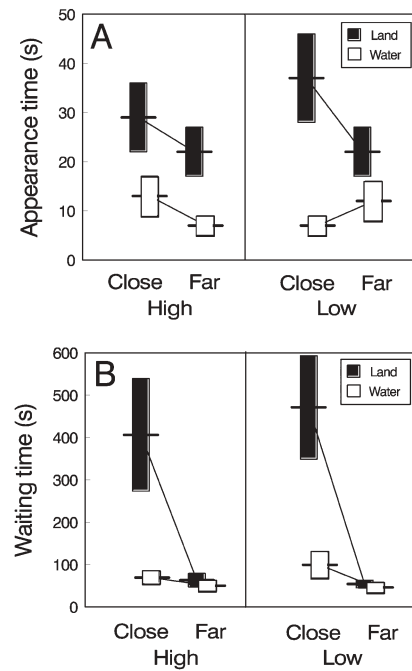 A
Appearance time (s)
50
40
30
20
10
0
Land
Water
Close Far Close Far
High Low
B
Waiting time (s)
600
500
400
300
200
100
0
Land
Water
Close Far Close Far
High Low